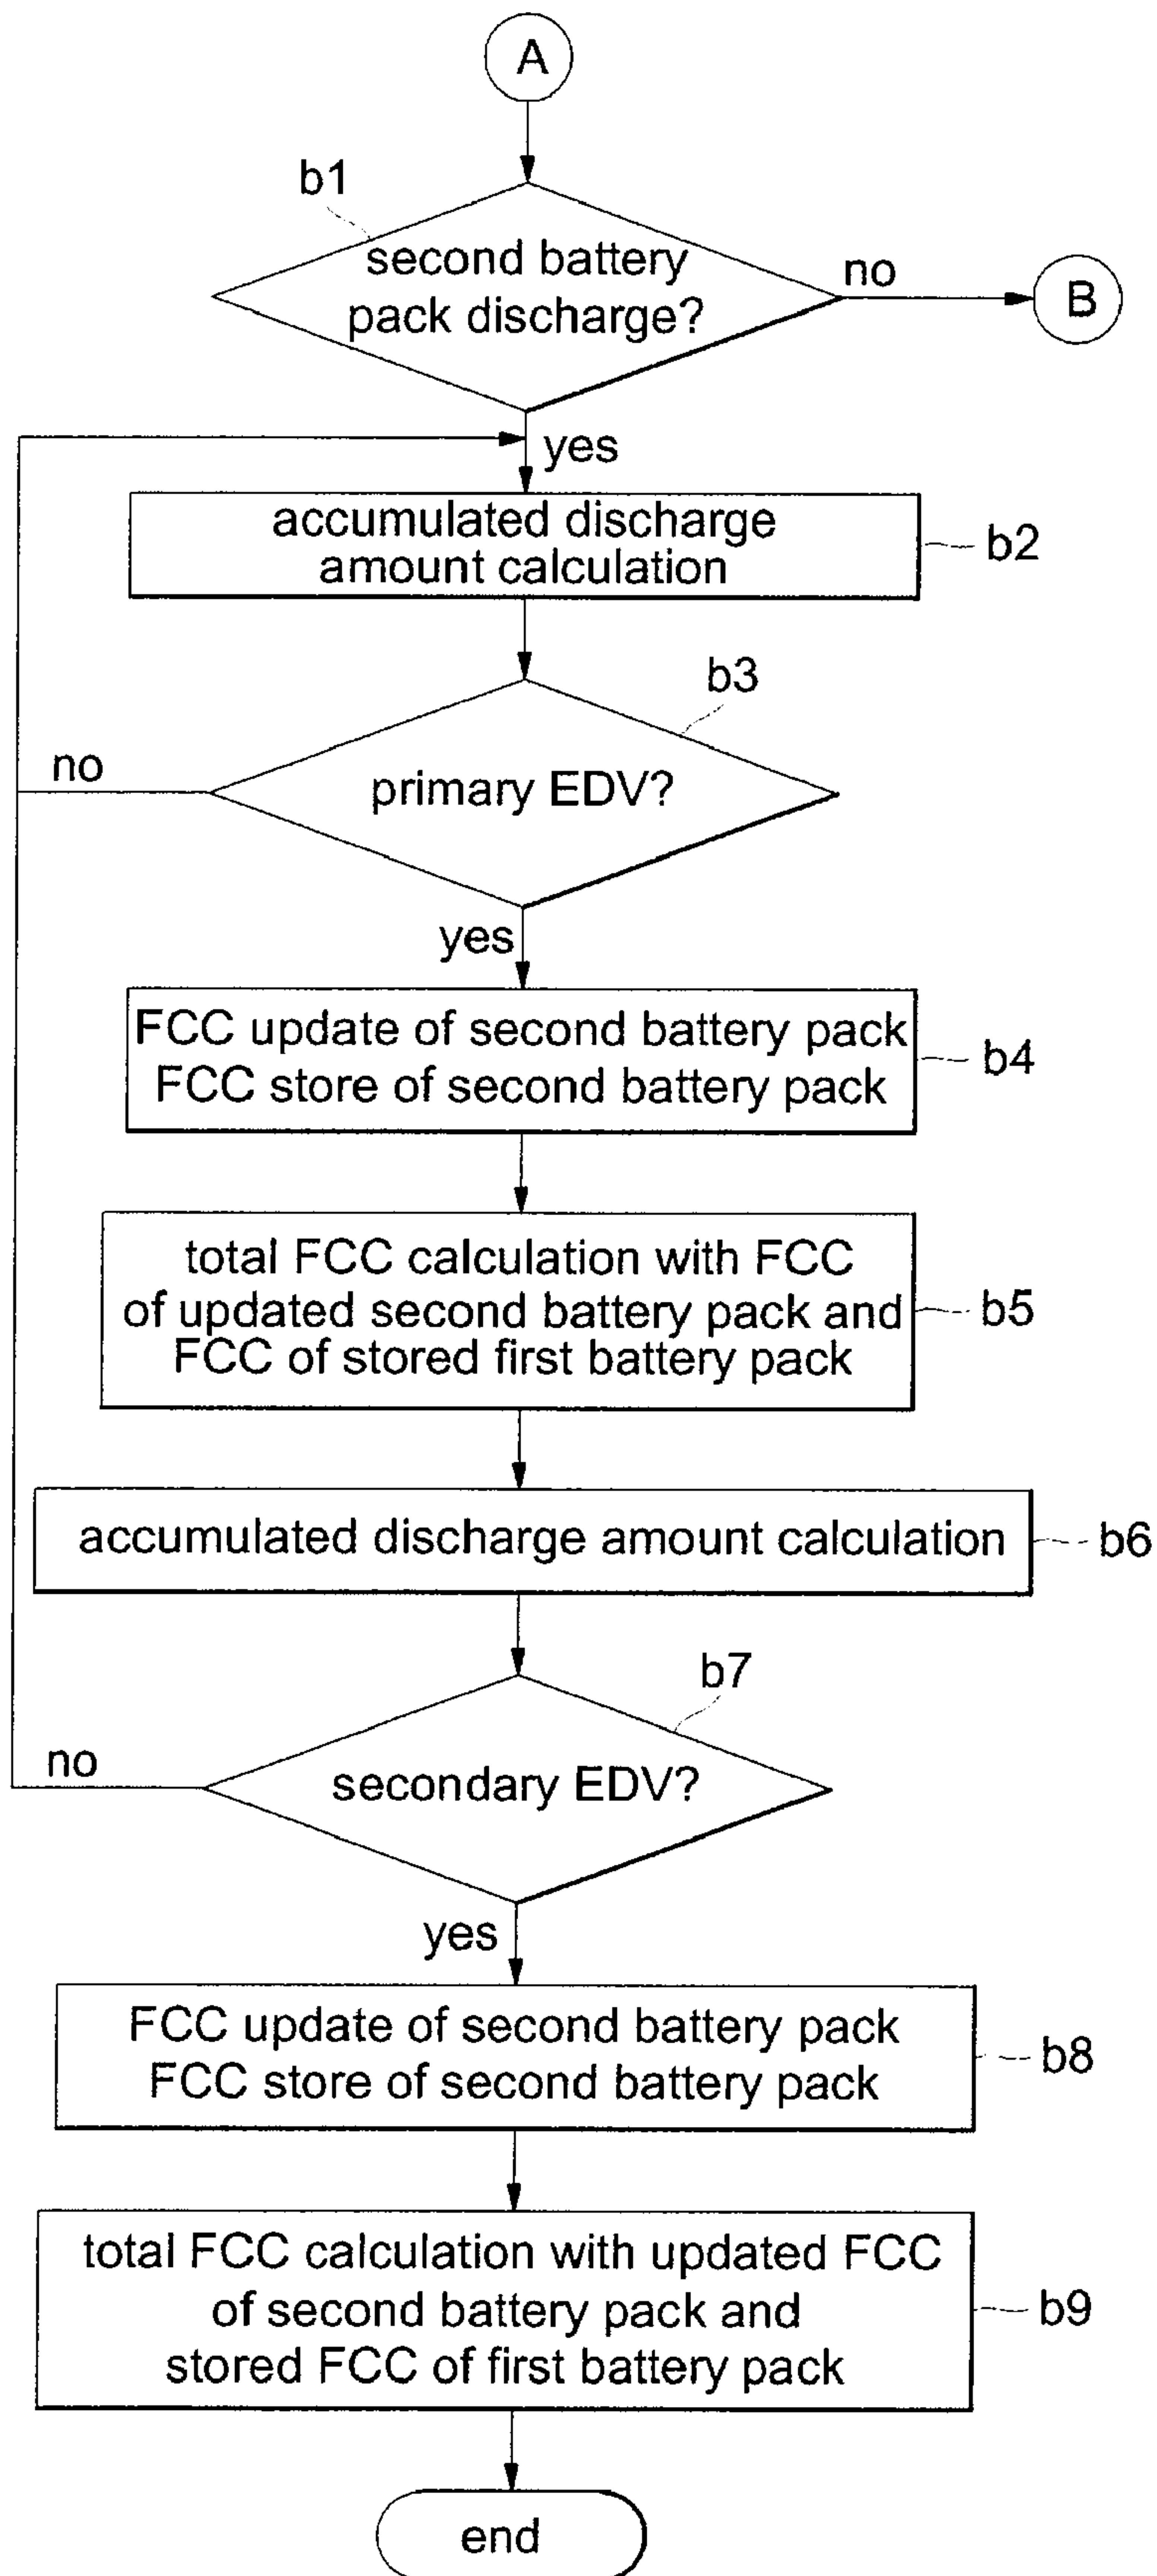 A
b1
second battery
pack discharge?
no
B
yes
accumulated discharge
amount calculation
b2
b3
primary EDV?
no
yes
FCC update of second battery pack
FCC store of second battery pack
b4
total FCC calculation with FCC
of updated second battery pack and
FCC of stored first battery pack
b5
accumulated discharge amount calculation
b6
b7
secondary EDV?
no
yes
FCC update of second battery pack
FCC store of second battery pack
b8
total FCC calculation with updated FCC
of second battery pack and
stored FCC of first battery pack
b9
end